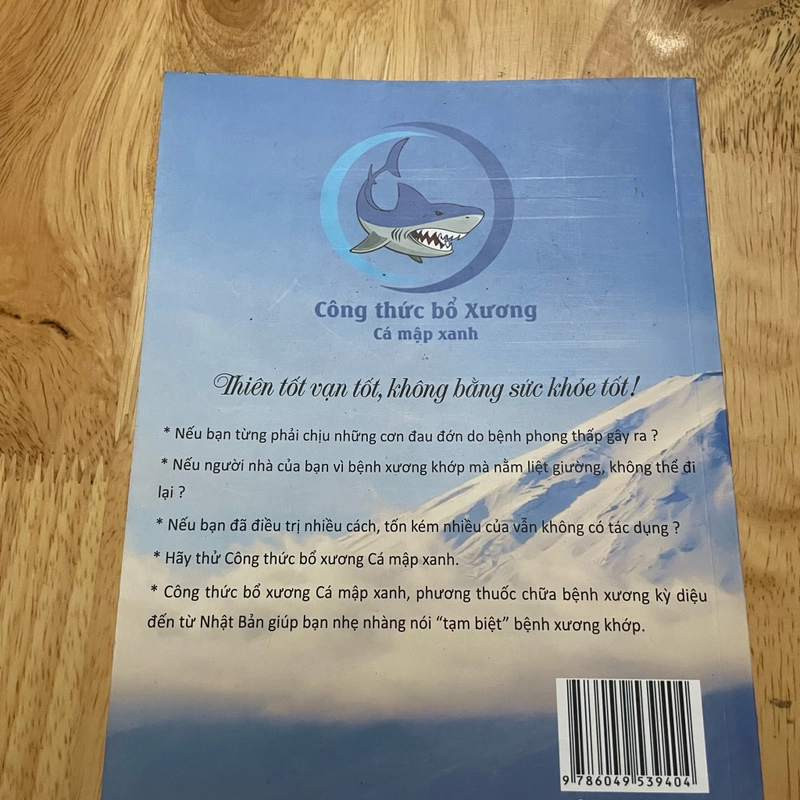 Công thức bổ Xương
Cá mập xanh
Thiên tốt vạn tốt, không bằng sức khỏe tốt!
* Nếu bạn từng phải chịu những cơn đau đớn do bệnh phong thấp gây ra ?
* Nếu người nhà của bạn vì bệnh xương khớp mà nằm liệt giường, không thể đi
lại ?
* Nếu bạn đã điều trị nhiều cách, tốn kém nhiều của vẫn không có tác dụng ?
* Hãy thử Công thức bổ xương Cá mập xanh.
* Công thức bổ xương Cá mập xanh, phương thuốc chữa bệnh xương kỳ diệu
đến từ Nhật Bản giúp bạn nhẹ nhàng nói “tạm biệt” bệnh xương khớp.
9 786049 539404